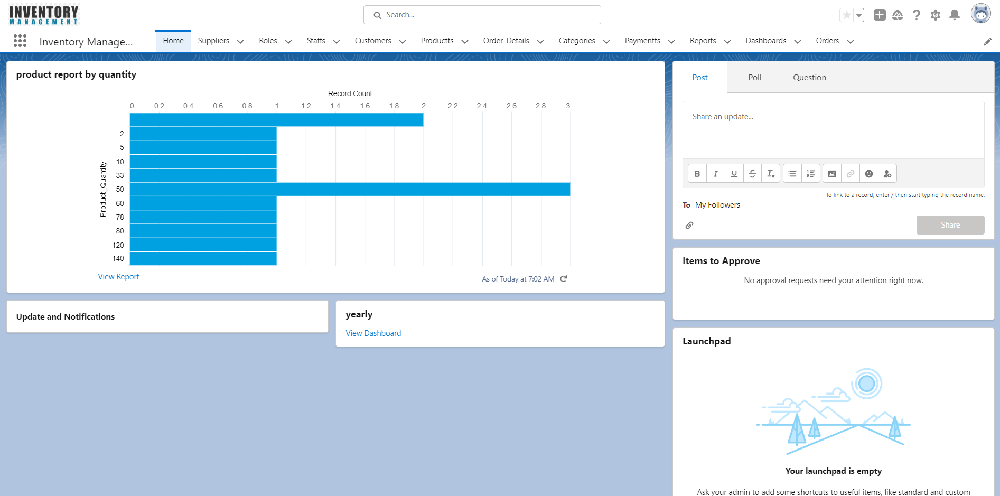 INVENTORY
MANAGEMENT
Search...
Inventory Manage...
Home
Suppliers
Roles
Staffs
Customers
Productts
Order_Details
Categories
Paymentts
Reports
Dashboards
Orders
product report by quantity
Record Count
0 0.2 0.4 0.6 0.8 1 1.2 1.4 1.6 1.8 2 2.2 2.4 2.6 2.8 3
Product_Quantity
-
2
5
10
33
50
60
78
80
120
140
View Report
As of Today at 7:02 AM
Update and Notifications
yearly
View Dashboard
Post
Poll
Question
Share an update...
To link to a record, enter / then start typing the record name.
To My Followers
Share
Items to Approve
No approval requests need your attention right now.
Launchpad
Your launchpad is empty
Ask your admin to add some shortcuts to useful items, like standard and custom